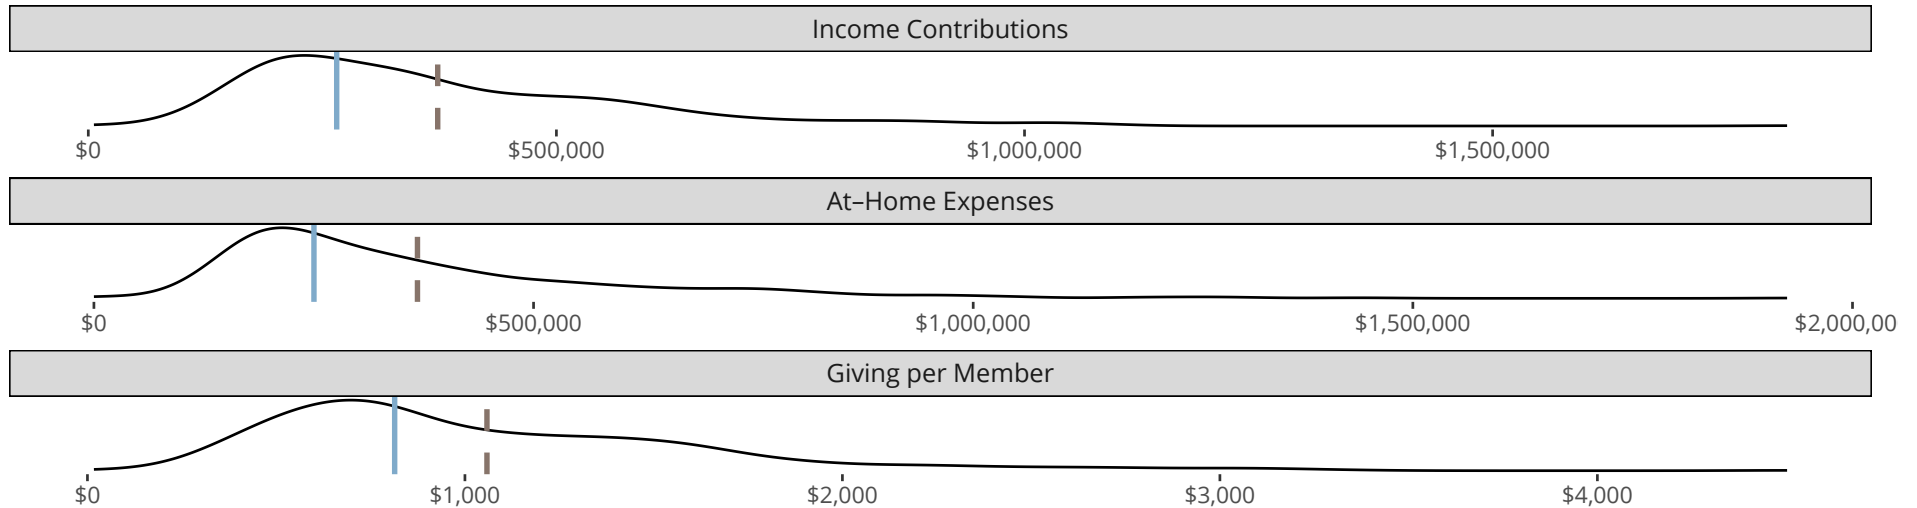 Income Contributions
$0 $500,000 $1,000,000 $1,500,000
At–Home Expenses
$0 $500,000 $1,000,000 $1,500,000 $2,000,00
Giving per Member
$0 $1,000 $2,000 $3,000 $4,000